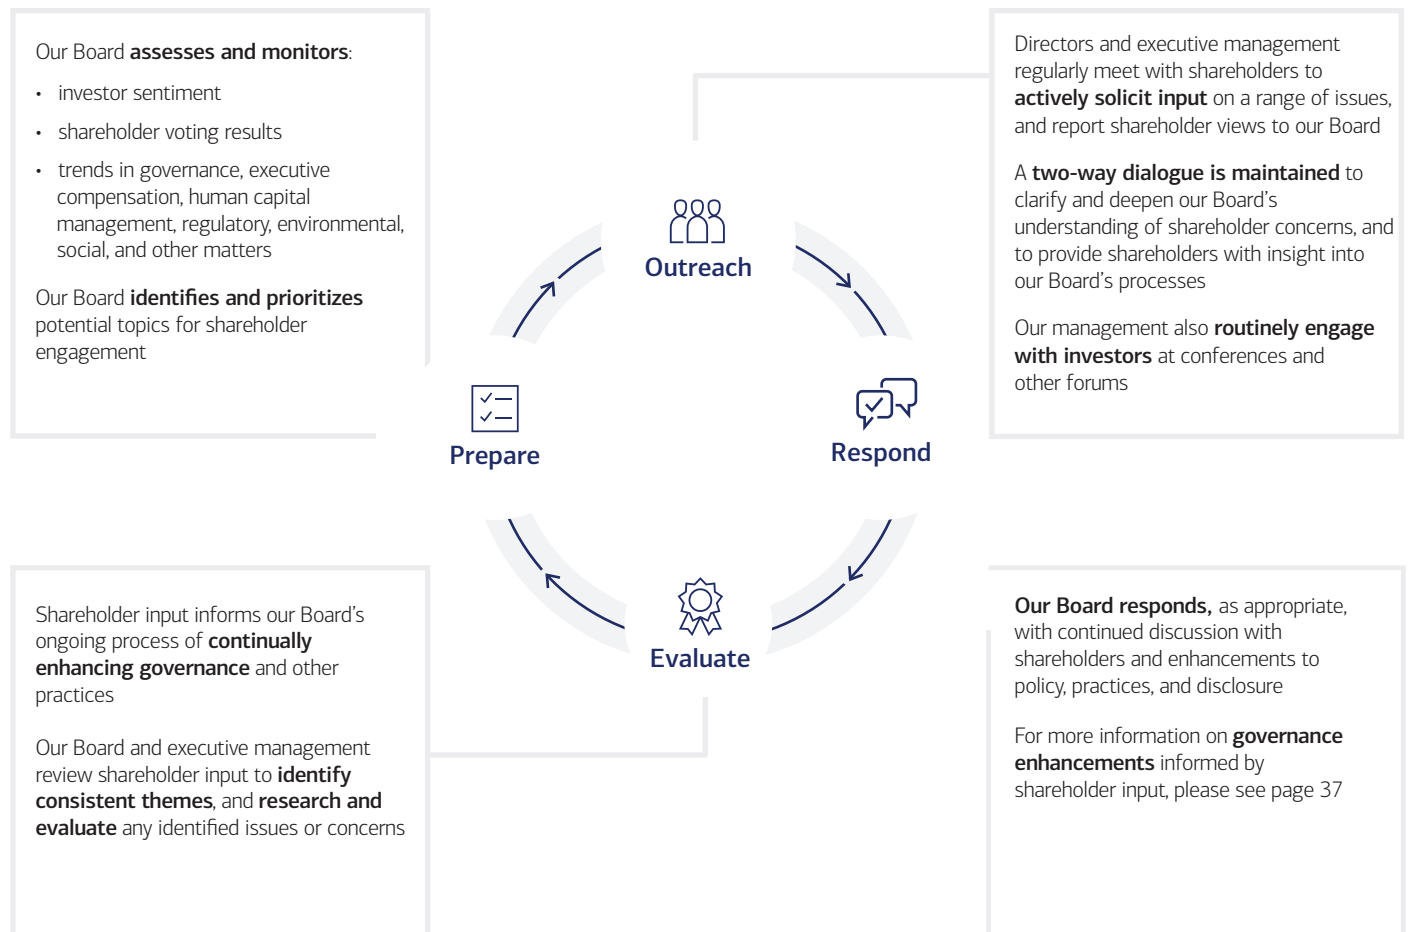 Our Board assesses and monitors:
• investor sentiment
• shareholder voting results
• trends in governance, executive
compensation, human capital
management, regulatory, environmental,
social, and other matters
Our Board identifies and prioritizes
potential topics for shareholder
engagement
Directors and executive management
regularly meet with shareholders to
actively solicit input on a range of issues,
and report shareholder views to our Board
A two-way dialogue is maintained to
clarify and deepen our Board's
understanding of shareholder concerns, and
to provide shareholders with insight into
our Board's processes
Our management also routinely engage
with investors at conferences and
other forums
Outreach
Prepare
Respond
Evaluate
Shareholder input informs our Board's
ongoing process of continually
enhancing governance and other
practices
Our Board and executive management
review shareholder input to identify
consistent themes, and research and
evaluate any identified issues or concerns
Our Board responds, as appropriate,
with continued discussion with
shareholders and enhancements to
policy, practices, and disclosure
For more information on governance
enhancements informed by
shareholder input, please see page 37